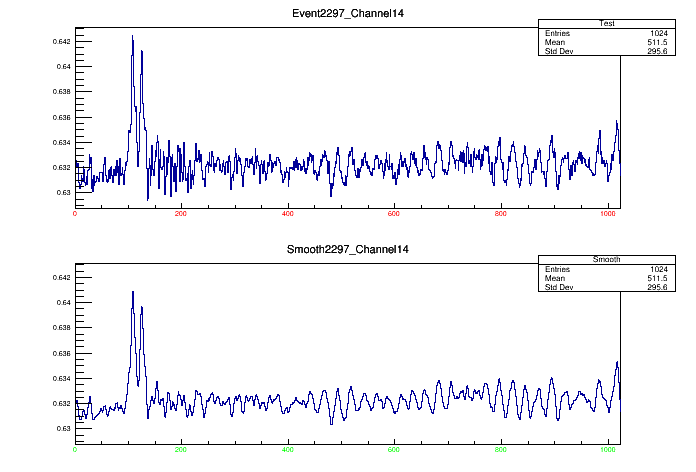 Event2297_Channel14
Test
Entries 1024
Mean 511.5
Std Dev 295.6
0.642
0.64
0.638
0.636
0.634
0.632
0.63
0 200 400 600 800 1000
Smooth2297_Channel14
Smooth
Entries 1024
Mean 511.5
Std Dev 295.6
0.642
0.64
0.638
0.636
0.634
0.632
0.63
0 200 400 600 800 1000